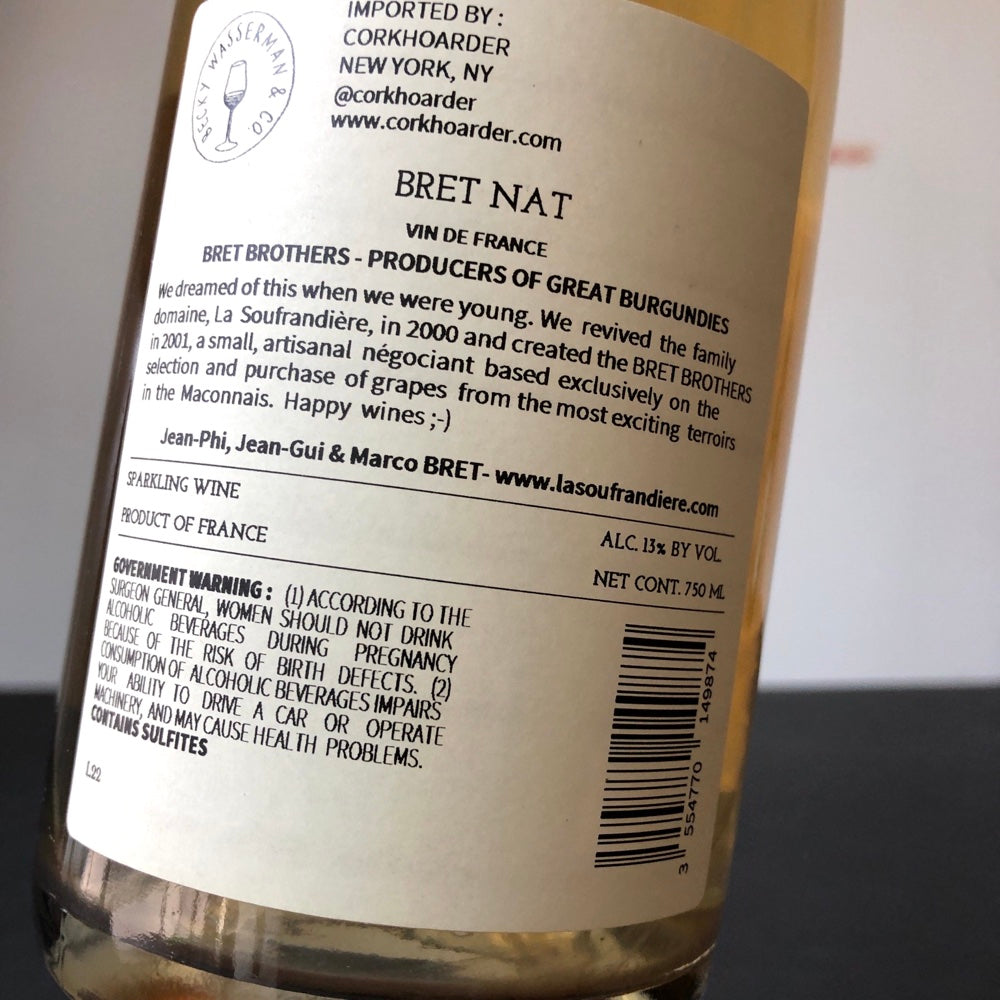 BECKY WASSERMAN & CO.
IMPORTED BY :
CORKHOARDER
NEW YORK, NY
@corkhoarder
www.corkhoarder.com
BRET NAT
VIN DE FRANCE
BRET BROTHERS - PRODUCERS OF GREAT BURGUNDIES
We dreamed of this when we were young. We revived the family
domaine, La Soufrandière, in 2000 and created the BRET BROTHERS
in 2001, a small, artisanal négociant based exclusively on the
selection and purchase of grapes from the most exciting terroirs
in the Maconnais. Happy wines ;-)
Jean-Phi, Jean-Gui & Marco BRET- www.lasoufrandiere.com
SPARKLING WINE
ALC. 13% BY VOL.
PRODUCT OF FRANCE
NET CONT. 750 ML
GOVERNMENT WARNING : (1) ACCORDING TO THE
SURGEON GENERAL, WOMEN SHOULD NOT DRINK
ALCOHOLIC BEVERAGES DURING PREGNANCY
BECAUSE OF THE RISK OF BIRTH DEFECTS. (2)
CONSUMPTION OF ALCOHOLIC BEVERAGES IMPAIRS
YOUR ABILITY TO DRIVE A CAR OR OPERATE
MACHINERY, AND MAY CAUSE HEALTH PROBLEMS.
CONTAINS SULFITES
L22
3 554770 149874